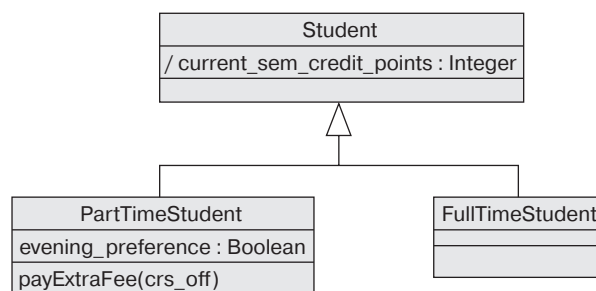 Student
/ current_sem_credit_points : Integer
PartTimeStudent
evening_preference : Boolean
payExtraFee(crs_off)
FullTimeStudent